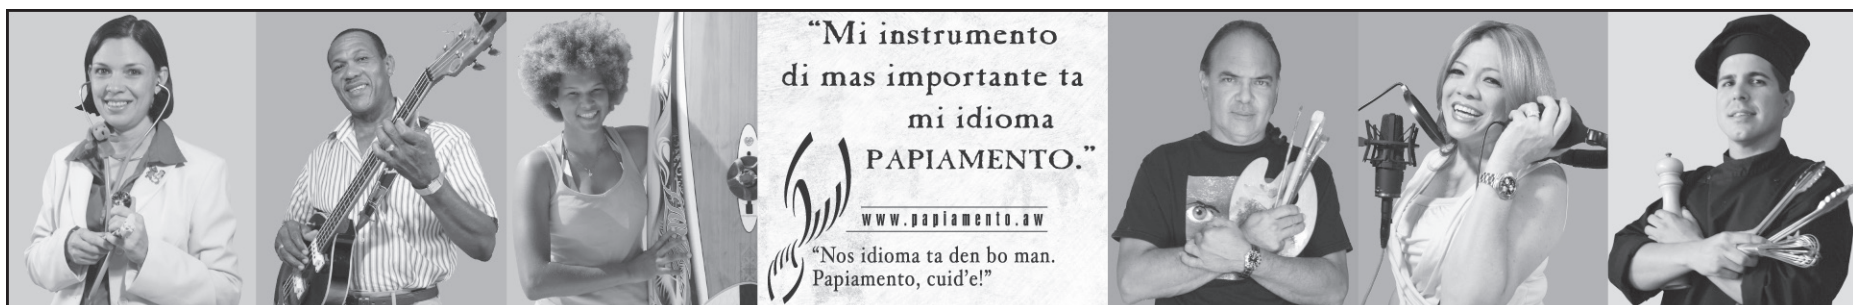 “Mi instrumento
di mas importante ta
mi idioma
PAPIAMENTO.”
www.papiamento.aw
“Nos idioma ta den bo man.
Papiamento, cuid’e!”